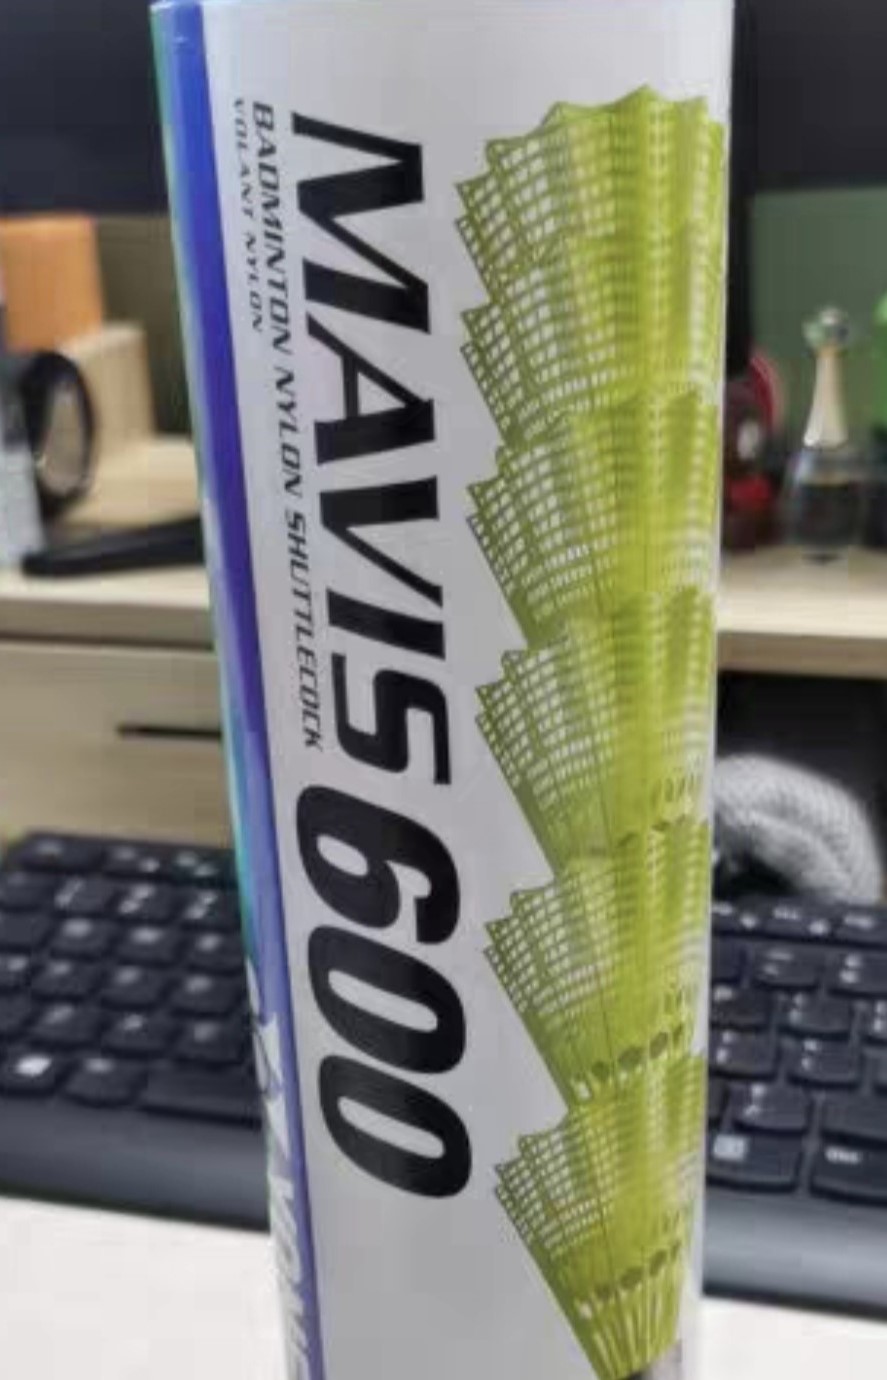 MAVIS 600
BADMINTON NYLON SHUTTLECOCK
VOLANT NYLON